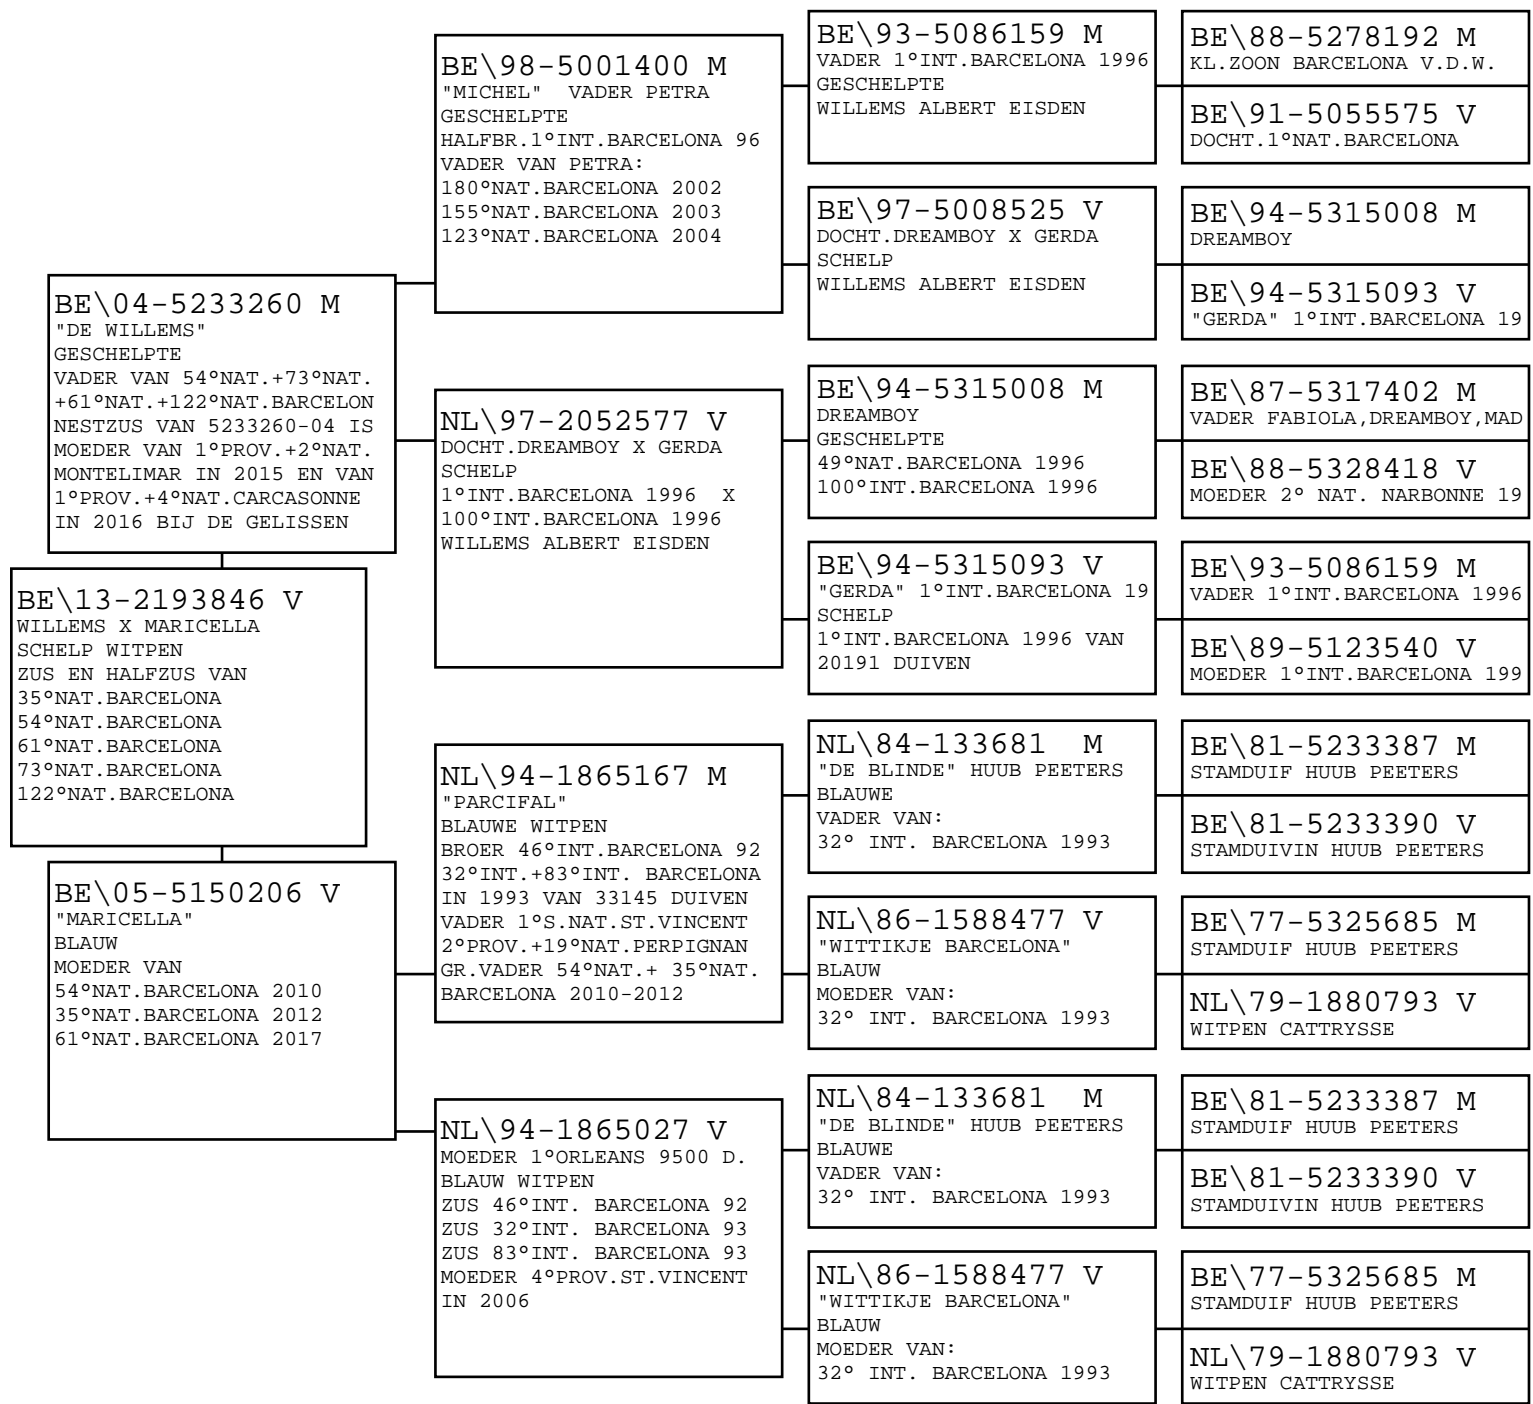 BE\13-2193846 V
WILLEMS X MARICELLA
SCHELP WITPEN
ZUS EN HALFZUS VAN
35°NAT.BARCELONA
54°NAT.BARCELONA
61°NAT.BARCELONA
73°NAT.BARCELONA
122°NAT.BARCELONA
BE\04-5233260 M
"DE WILLEMS"
GESCHELPTE
VADER VAN 54°NAT.+73°NAT.
+61°NAT.+122°NAT.BARCELON
NESTZUS VAN 5233260-04 IS
MOEDER VAN 1°PROV.+2°NAT.
MONTELIMAR IN 2015 EN VAN
1°PROV.+4°NAT.CARCASONNE
IN 2016 BIJ DE GELISSEN
BE\05-5150206 V
"MARICELLA"
BLAUW
MOEDER VAN
54°NAT.BARCELONA 2010
35°NAT.BARCELONA 2012
61°NAT.BARCELONA 2017
BE\98-5001400 M
"MICHEL"  VADER PETRA
GESCHELPTE
HALFBR.1°INT.BARCELONA 96
VADER VAN PETRA:
180°NAT.BARCELONA 2002
155°NAT.BARCELONA 2003
123°NAT.BARCELONA 2004
NL\97-2052577 V
DOCHT.DREAMBOY X GERDA
SCHELP
1°INT.BARCELONA 1996  X
100°INT.BARCELONA 1996
WILLEMS ALBERT EISDEN
NL\94-1865167 M
"PARCIFAL"
BLAUWE WITPEN
BROER 46°INT.BARCELONA 92
32°INT.+83°INT. BARCELONA
IN 1993 VAN 33145 DUIVEN
VADER 1°S.NAT.ST.VINCENT
2°PROV.+19°NAT.PERPIGNAN
GR.VADER 54°NAT.+ 35°NAT.
BARCELONA 2010-2012
NL\94-1865027 V
MOEDER 1°ORLEANS 9500 D.
BLAUW WITPEN
ZUS 46°INT. BARCELONA 92
ZUS 32°INT. BARCELONA 93
ZUS 83°INT. BARCELONA 93
MOEDER 4°PROV.ST.VINCENT
IN 2006
BE\93-5086159 M
VADER 1°INT.BARCELONA 1996
GESCHELPTE
WILLEMS ALBERT EISDEN
BE\97-5008525 V
DOCHT.DREAMBOY X GERDA
SCHELP
WILLEMS ALBERT EISDEN
BE\94-5315008 M
DREAMBOY
GESCHELPTE
49°NAT.BARCELONA 1996
100°INT.BARCELONA 1996
BE\94-5315093 V
"GERDA" 1°INT.BARCELONA 19
SCHELP
1°INT.BARCELONA 1996 VAN
20191 DUIVEN
NL\84-133681  M
"DE BLINDE" HUUB PEETERS
BLAUWE
VADER VAN:
32° INT. BARCELONA 1993
NL\86-1588477 V
"WITTIKJE BARCELONA"
BLAUW
MOEDER VAN:
32° INT. BARCELONA 1993
NL\84-133681  M
"DE BLINDE" HUUB PEETERS
BLAUWE
VADER VAN:
32° INT. BARCELONA 1993
NL\86-1588477 V
"WITTIKJE BARCELONA"
BLAUW
MOEDER VAN:
32° INT. BARCELONA 1993
BE\88-5278192 M
KL.ZOON BARCELONA V.D.W.
BE\91-5055575 V
DOCHT.1°NAT.BARCELONA
BE\94-5315008 M
DREAMBOY
BE\94-5315093 V
"GERDA" 1°INT.BARCELONA 19
BE\87-5317402 M
VADER FABIOLA,DREAMBOY,MAD
BE\88-5328418 V
MOEDER 2° NAT. NARBONNE 19
BE\93-5086159 M
VADER 1°INT.BARCELONA 1996
BE\89-5123540 V
MOEDER 1°INT.BARCELONA 199
BE\81-5233387 M
STAMDUIF HUUB PEETERS
BE\81-5233390 V
STAMDUIVIN HUUB PEETERS
BE\77-5325685 M
STAMDUIF HUUB PEETERS
NL\79-1880793 V
WITPEN CATTRYSSE
BE\81-5233387 M
STAMDUIF HUUB PEETERS
BE\81-5233390 V
STAMDUIVIN HUUB PEETERS
BE\77-5325685 M
STAMDUIF HUUB PEETERS
NL\79-1880793 V
WITPEN CATTRYSSE